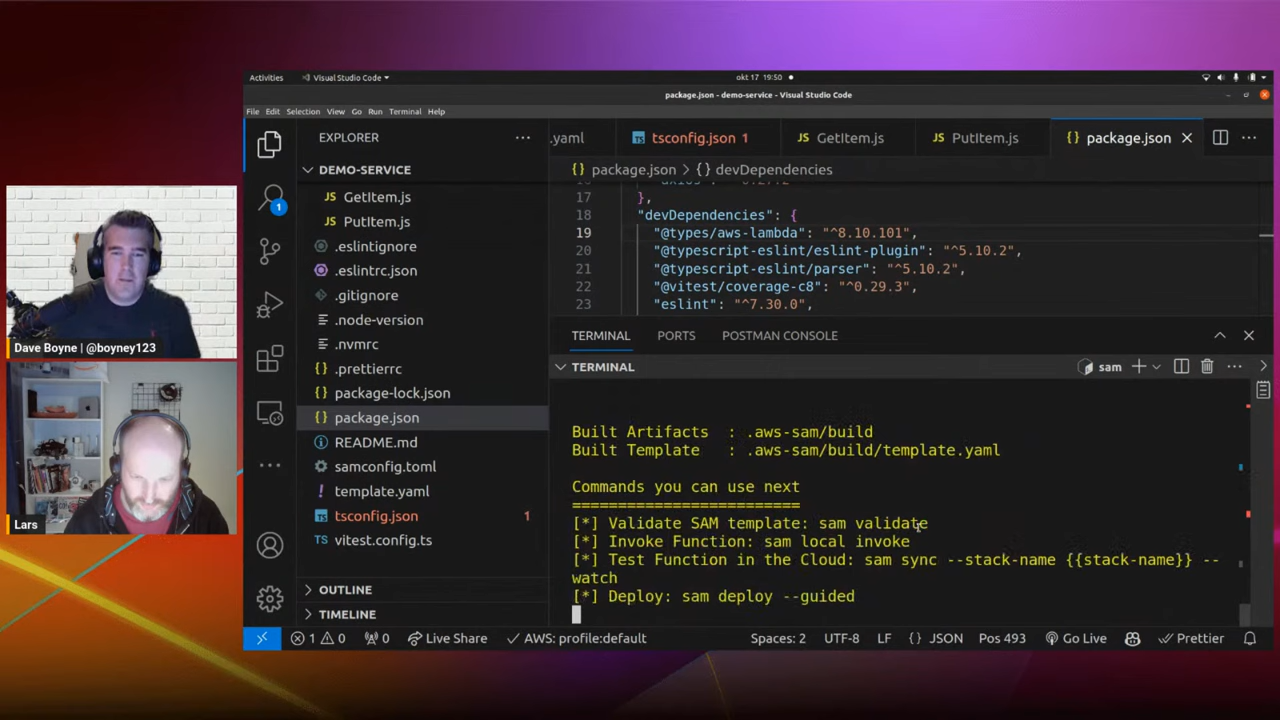 Activities
Visual Studio Code
okt 17 19:50
package.json - demo-service - Visual Studio Code
File Edit Selection View Go Run Terminal Help
EXPLORER
.yaml
tsconfig.json 1
GetItem.js
PutItem.js
{} package.json
{} package.json > {} devDependencies
DEMO-SERVICE
JS GetItem.js
JS PutItem.js
.eslintignore
.eslintrc.json
.gitignore
.node-version
.nvmrc
.prettierrc
{} package-lock.json
{} package.json
README.md
samconfig.toml
! template.yaml
TS tsconfig.json 1
TS vitest.config.ts
OUTLINE
TIMELINE
1
17 },
18 "devDependencies": {
19 "@types/aws-lambda": "^8.10.101",
20 "@typescript-eslint/eslint-plugin": "^5.10.2",
21 "@typescript-eslint/parser": "^5.10.2",
22 "@vitest/coverage-c8": "^0.29.3",
23 "eslint": "^7.30.0",
TERMINAL PORTS POSTMAN CONSOLE
TERMINAL
sam
Built Artifacts : .aws-sam/build
Built Template : .aws-sam/build/template.yaml
Commands you can use next
=========================
[*] Validate SAM template: sam validate
[*] Invoke Function: sam local invoke
[*] Test Function in the Cloud: sam sync --stack-name {{stack-name}} --
watch
[*] Deploy: sam deploy --guided
1 0 0 Live Share AWS: profile:default Spaces: 2 UTF-8 LF {} JSON Pos 493 Go Live Prettier
Dave Boyne | @boyney123
Lars